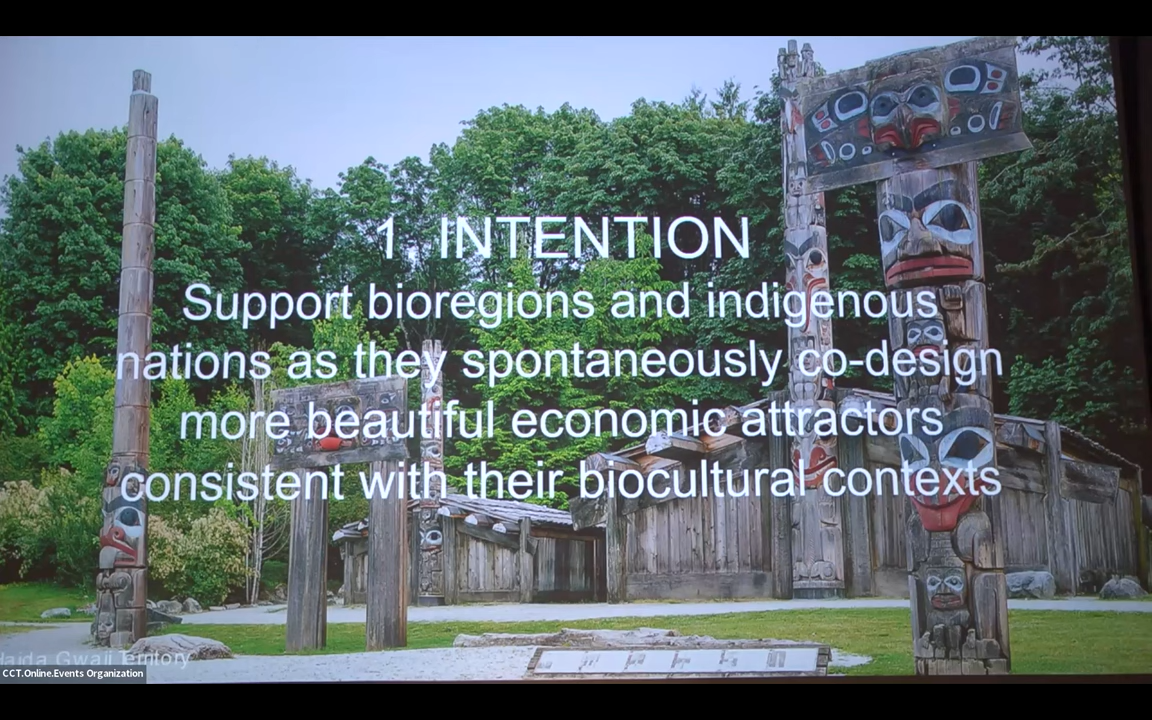 1 INTENTION
Support bioregions and indigenous
nations as they spontaneously co-design
more beautiful economic attractors
consistent with their biocultural contexts
Haida Gwaii Territory
CCT.Online.Events Organization